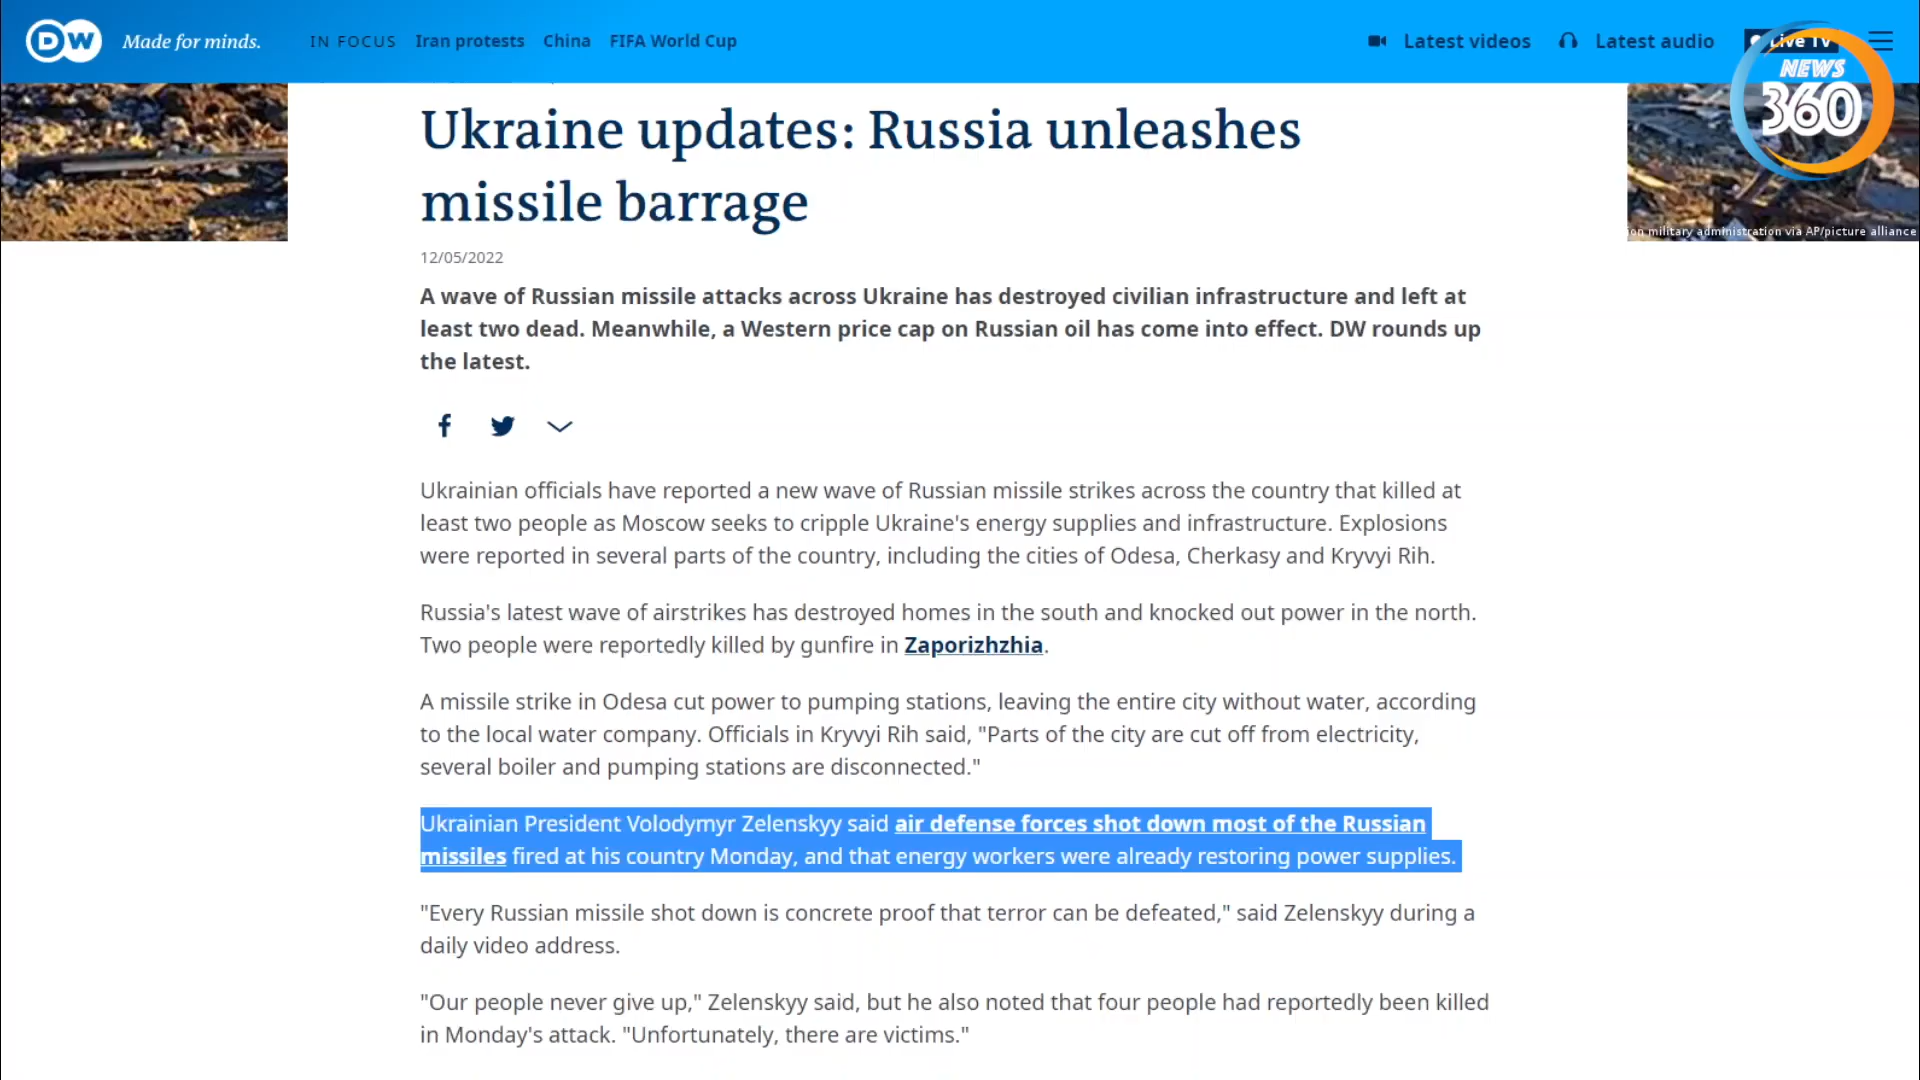 DW Made for minds. IN FOCUS Iran protests China FIFA World Cup Latest videos Latest audio Live TV
NEWS
360
Ukraine updates: Russia unleashes
missile barrage
military administration via AP/picture alliance
12/05/2022
A wave of Russian missile attacks across Ukraine has destroyed civilian infrastructure and left at
least two dead. Meanwhile, a Western price cap on Russian oil has come into effect. DW rounds up
the latest.
Ukrainian officials have reported a new wave of Russian missile strikes across the country that killed at
least two people as Moscow seeks to cripple Ukraine's energy supplies and infrastructure. Explosions
were reported in several parts of the country, including the cities of Odesa, Cherkasy and Kryvyi Rih.
Russia's latest wave of airstrikes has destroyed homes in the south and knocked out power in the north.
Two people were reportedly killed by gunfire in Zaporizhzhia.
A missile strike in Odesa cut power to pumping stations, leaving the entire city without water, according
to the local water company. Officials in Kryvyi Rih said, "Parts of the city are cut off from electricity,
several boiler and pumping stations are disconnected."
Ukrainian President Volodymyr Zelenskyy said air defense forces shot down most of the Russian
missiles fired at his country Monday, and that energy workers were already restoring power supplies.
"Every Russian missile shot down is concrete proof that terror can be defeated," said Zelenskyy during a
daily video address.
"Our people never give up," Zelenskyy said, but he also noted that four people had reportedly been killed
in Monday's attack. "Unfortunately, there are victims."